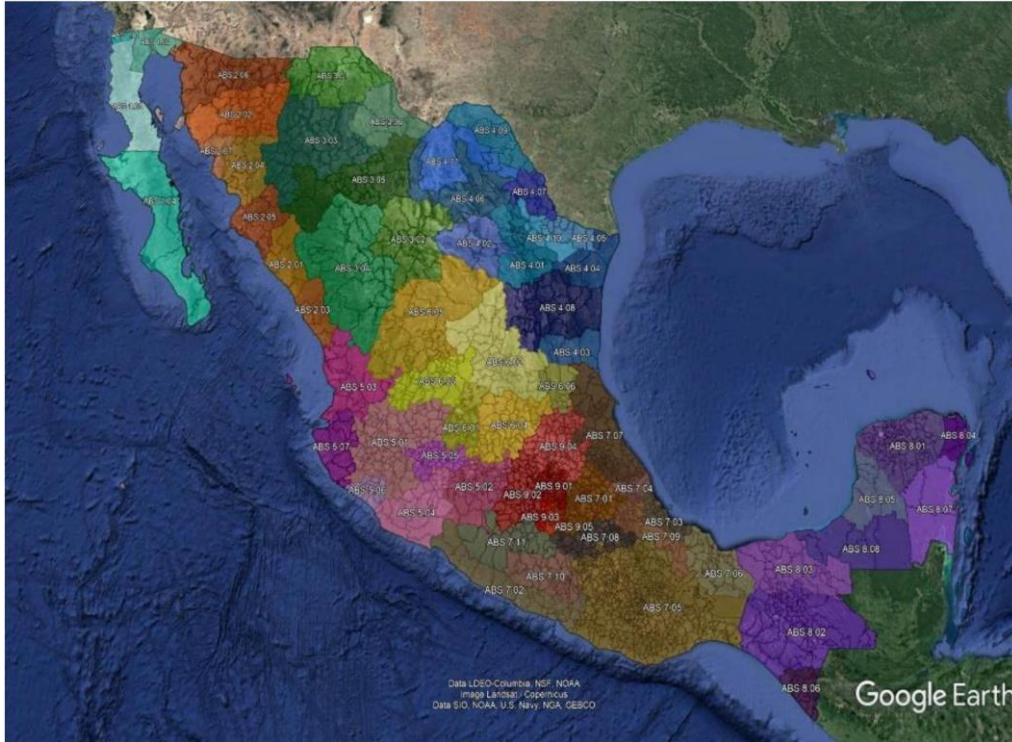 ABS 2.06
ABS 4.09
ABS 2.02
ABS 3.03
ABS 2.04
ABS 3.05
ABS 4.06
ABS 4.07
ABS 2.05
ABS 3.02
ABS 4.02
ABS 4.10
ABS 4.05
ABS 2.01
ABS 3.04
ABS 4.01
ABS 4.04
ABS 2.03
ABS 4.08
ABS 4.03
ABS 5.03
ABS 6.06
ABS 7.07
ABS 8.04
ABS 5.07
ABS 5.01
ABS 9.04
ABS 8.01
ABS 5.05
ABS 5.02
ABS 9.01
ABS 7.04
ABS 5.06
ABS 9.02
ABS 7.01
ABS 8.05
ABS 5.04
ABS 9.03
ABS 9.05
ABS 7.03
ABS 8.07
ABS 7.11
ABS 7.08
ABS 7.09
ABS 8.08
ABS 7.10
ABS 7.06
ABS 8.03
ABS 7.02
ABS 7.05
ABS 8.02
ABS 8.06
Data LDEO-Columbia, NSF, NOAA
Image Landsat / Copernicus
Data SIO, NOAA, U.S. Navy, NGA, GEBCO
Google Earth